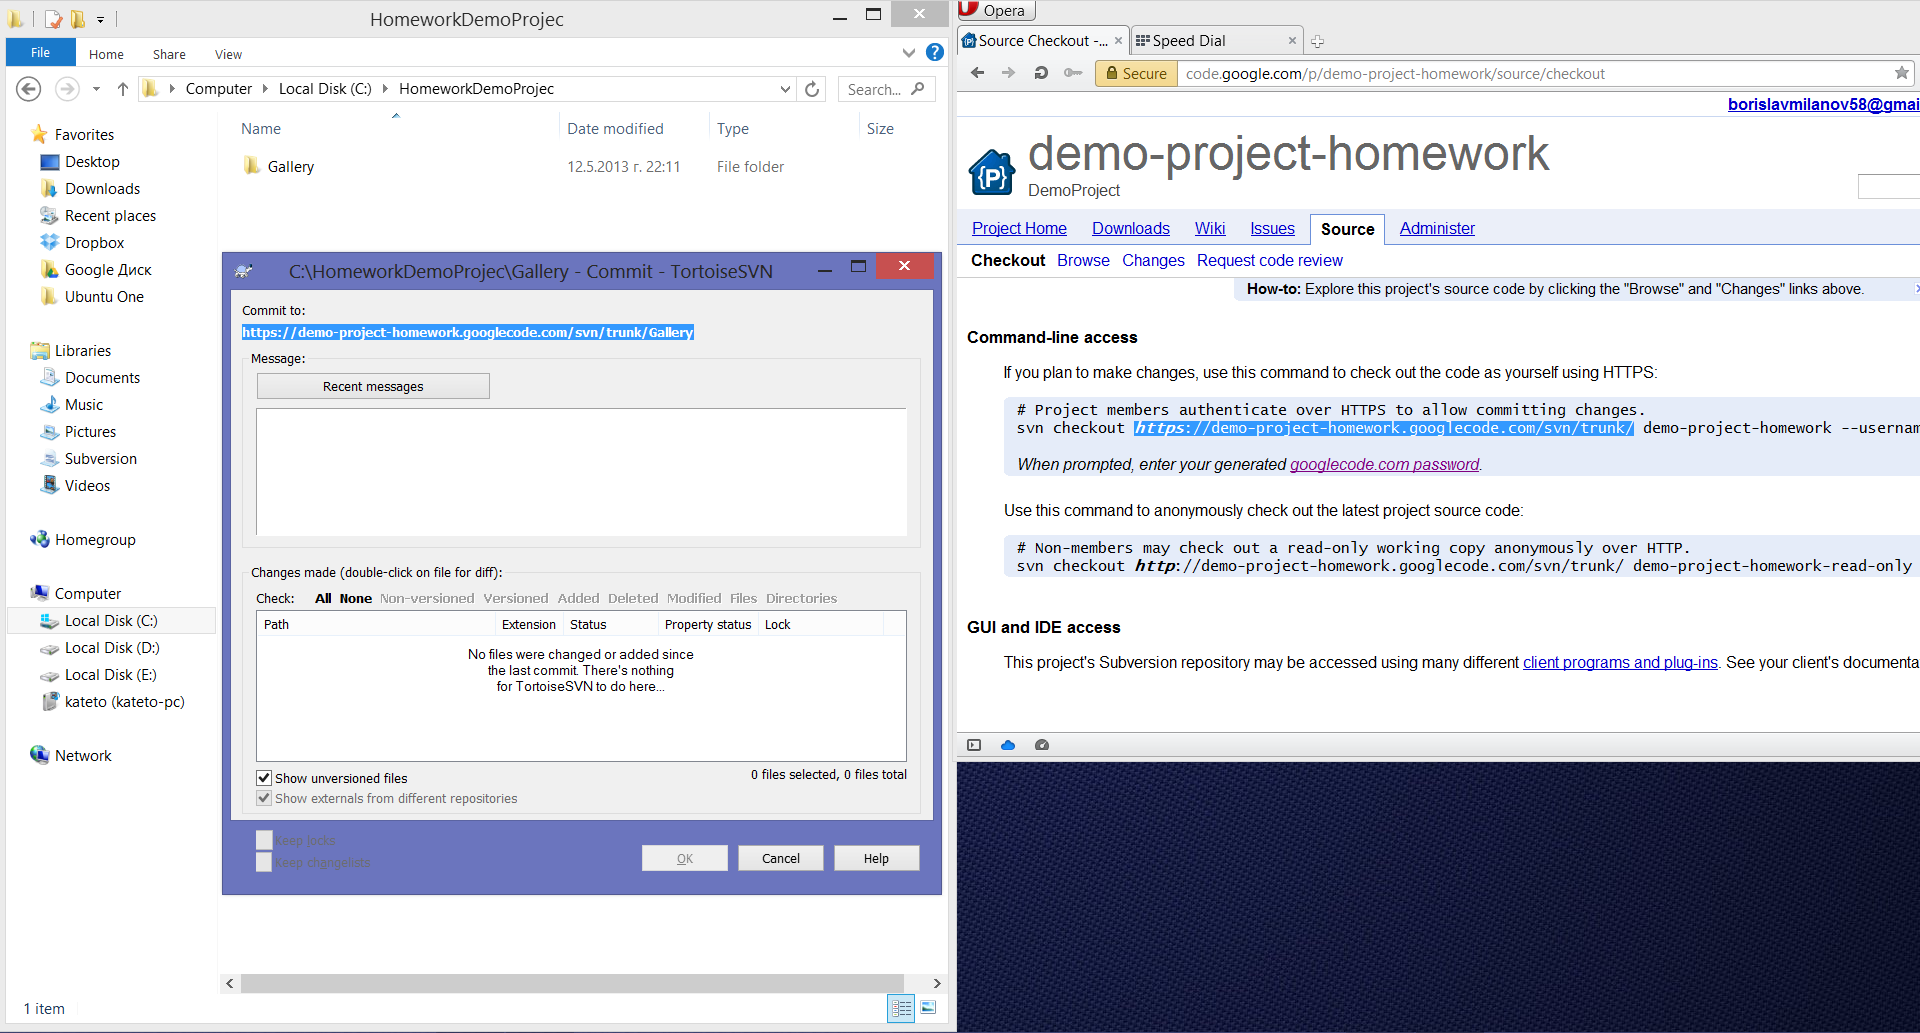 HomeworkDemoProjec
File
Home
Share
View
Computer
Local Disk (C:)
HomeworkDemoProjec
Search...
Favorites
Desktop
Downloads
Recent places
Dropbox
Google Диск
Ubuntu One
Libraries
Documents
Music
Pictures
Subversion
Videos
Homegroup
Computer
Local Disk (C:)
Local Disk (D:)
Local Disk (E:)
kateto (kateto-pc)
Network
1 item
Name
Date modified
Type
Size
Gallery
12.5.2013 г. 22:11
File folder
C:\HomeworkDemoProjec\Gallery - Commit - TortoiseSVN
Commit to:
https://demo-project-homework.googlecode.com/svn/trunk/Gallery
Message:
Recent messages
Changes made (double-click on file for diff):
Check: All None Non-versioned Versioned Added Deleted Modified Files Directories
Path Extension Status Property status Lock
No files were changed or added since
the last commit. There's nothing
for TortoiseSVN to do here...
Show unversioned files
0 files selected, 0 files total
Show externals from different repositories
Keep locks
Keep changelists
OK
Cancel
Help
Opera
Source Checkout -...
Speed Dial
Secure
code.google.com/p/demo-project-homework/source/checkout
borislavmilanov58@gmai
{P}
demo-project-homework
DemoProject
Project Home
Downloads
Wiki
Issues
Source
Administer
Checkout
Browse
Changes
Request code review
How-to: Explore this project's source code by clicking the "Browse" and "Changes" links above.
Command-line access
If you plan to make changes, use this command to check out the code as yourself using HTTPS:
# Project members authenticate over HTTPS to allow committing changes.
svn checkout https://demo-project-homework.googlecode.com/svn/trunk/ demo-project-homework --usernam
When prompted, enter your generated googlecode.com password.
Use this command to anonymously check out the latest project source code:
# Non-members may check out a read-only working copy anonymously over HTTP.
svn checkout http://demo-project-homework.googlecode.com/svn/trunk/ demo-project-homework-read-only
GUI and IDE access
This project's Subversion repository may be accessed using many different client programs and plug-ins. See your client's documenta